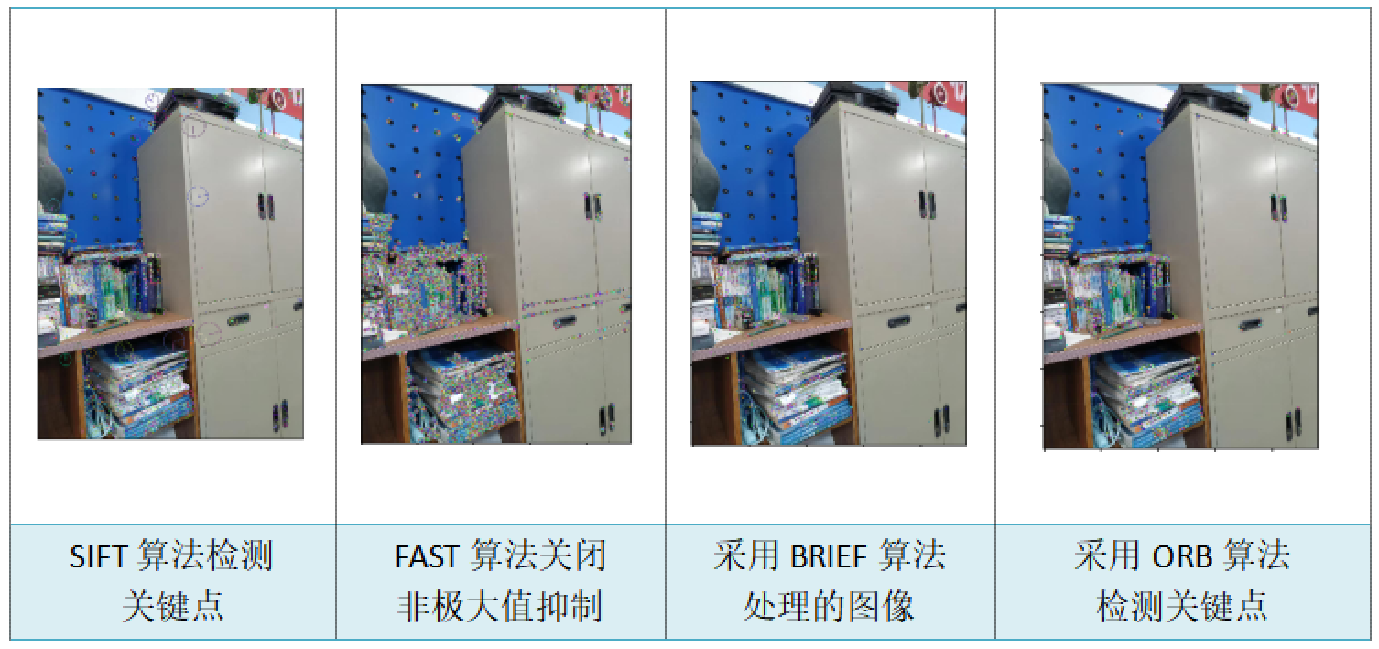 SIFT 算法检测
关键点
FAST 算法关闭
非极大值抑制
采用 BRIEF 算法
处理的图像
采用 ORB 算法
检测关键点